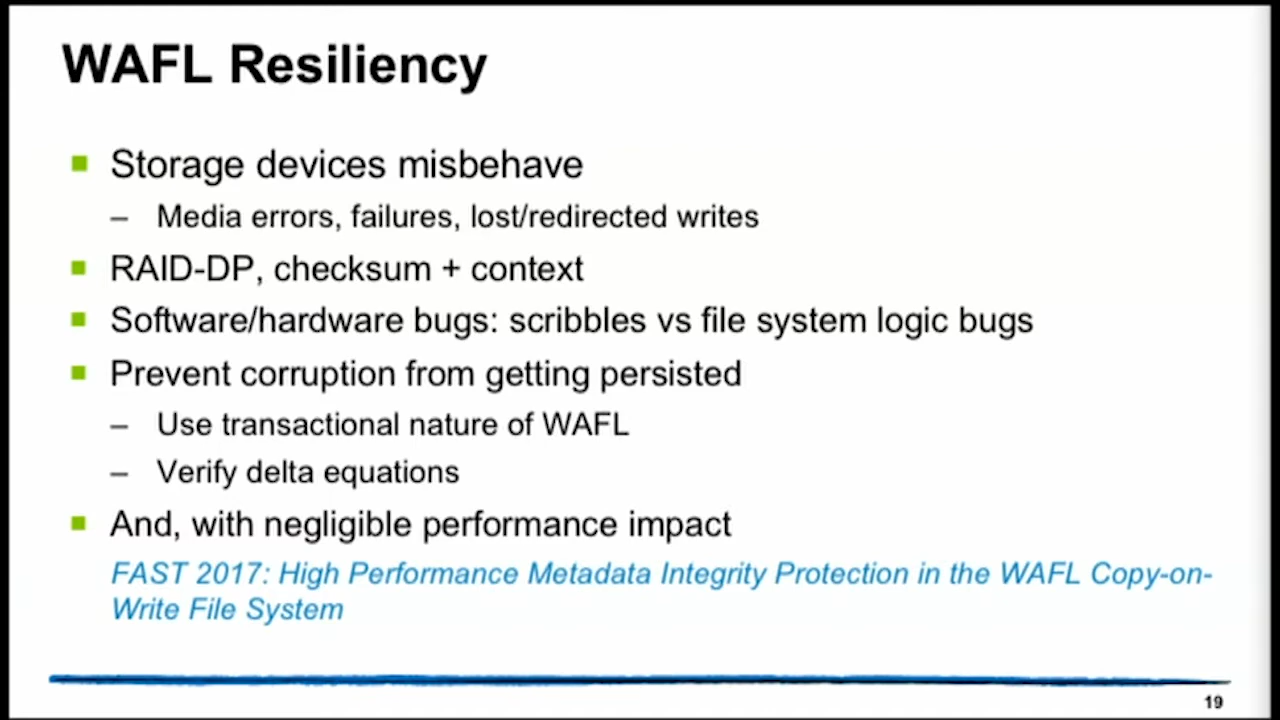 WAFL Resiliency
Storage devices misbehave
– Media errors, failures, lost/redirected writes
RAID-DP, checksum + context
Software/hardware bugs: scribbles vs file system logic bugs
Prevent corruption from getting persisted
– Use transactional nature of WAFL
– Verify delta equations
And, with negligible performance impact
FAST 2017: High Performance Metadata Integrity Protection in the WAFL Copy-on-
Write File System
19